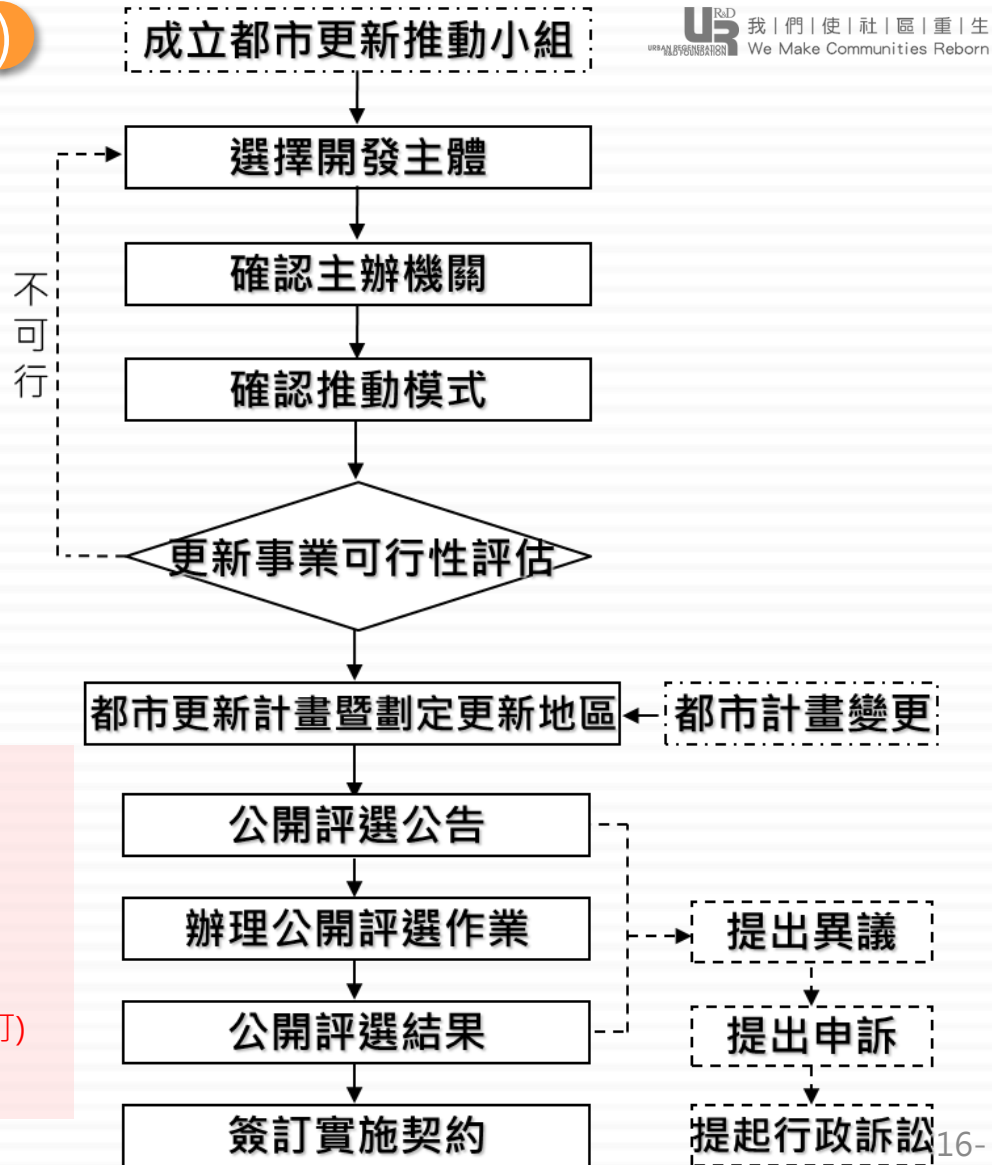 )
成立都市更新推動小組
R&D
UR
URBAN REGENERATION
R&D FOUNDATION
我|們|使|社|區|重|生
We Make Communities Reborn
選擇開發主體
確認主辦機關
不可行
確認推動模式
更新事業可行性評估
都市更新計畫暨劃定更新地區
都市計畫變更
公開評選公告
辦理公開評選作業
提出異議
公開評選結果
提出申訴
訂)
簽訂實施契約
提起行政訴訟
16-